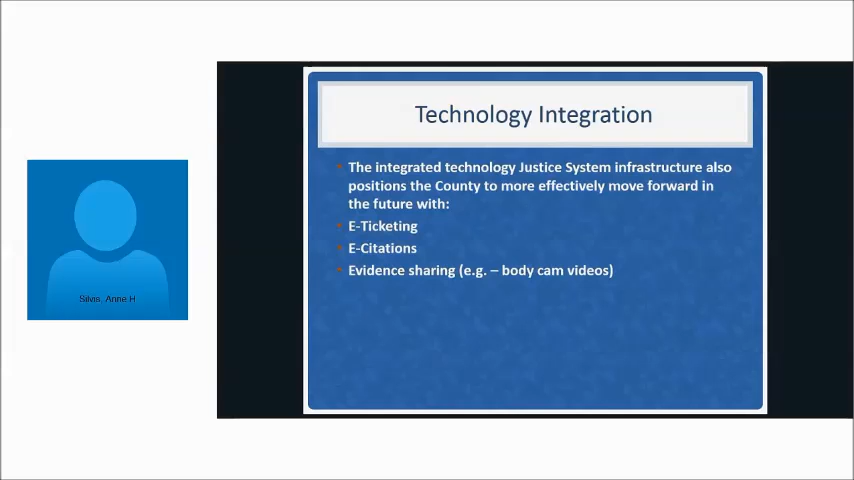 Technology Integration
The integrated technology Justice System infrastructure also
positions the County to more effectively move forward in
the future with:
E-Ticketing
E-Citations
Evidence sharing (e.g. – body cam videos)
Silvia, Anne H